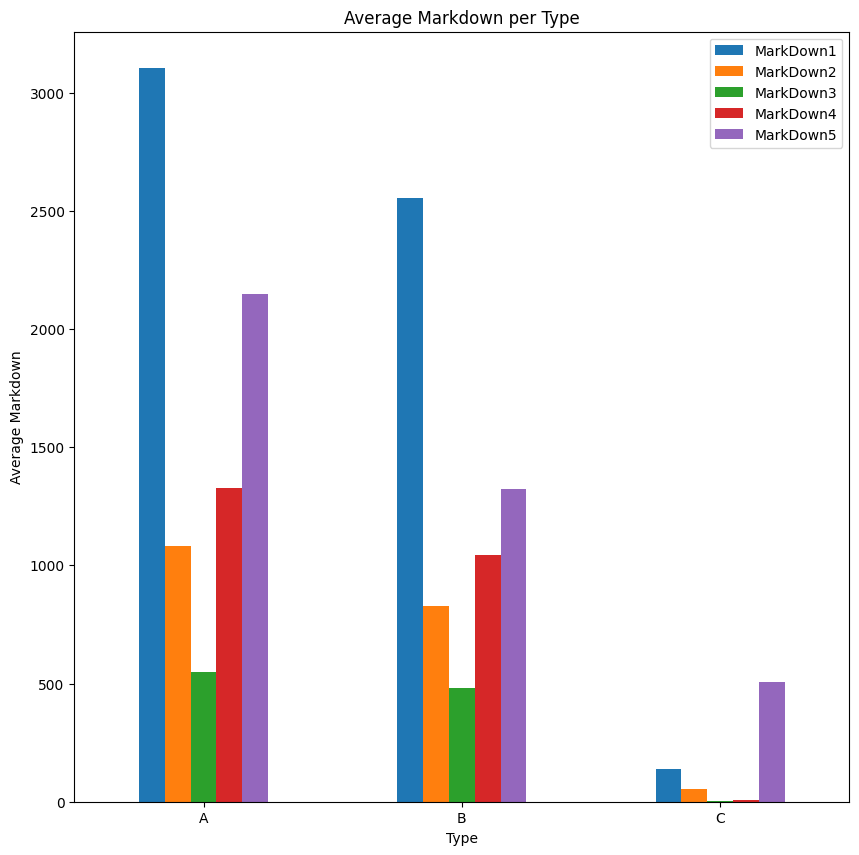 Average Markdown per Type
MarkDown1
MarkDown2
MarkDown3
MarkDown4
MarkDown5
Average Markdown
3000
2500
2000
1500
1000
500
0
A
B
C
Type